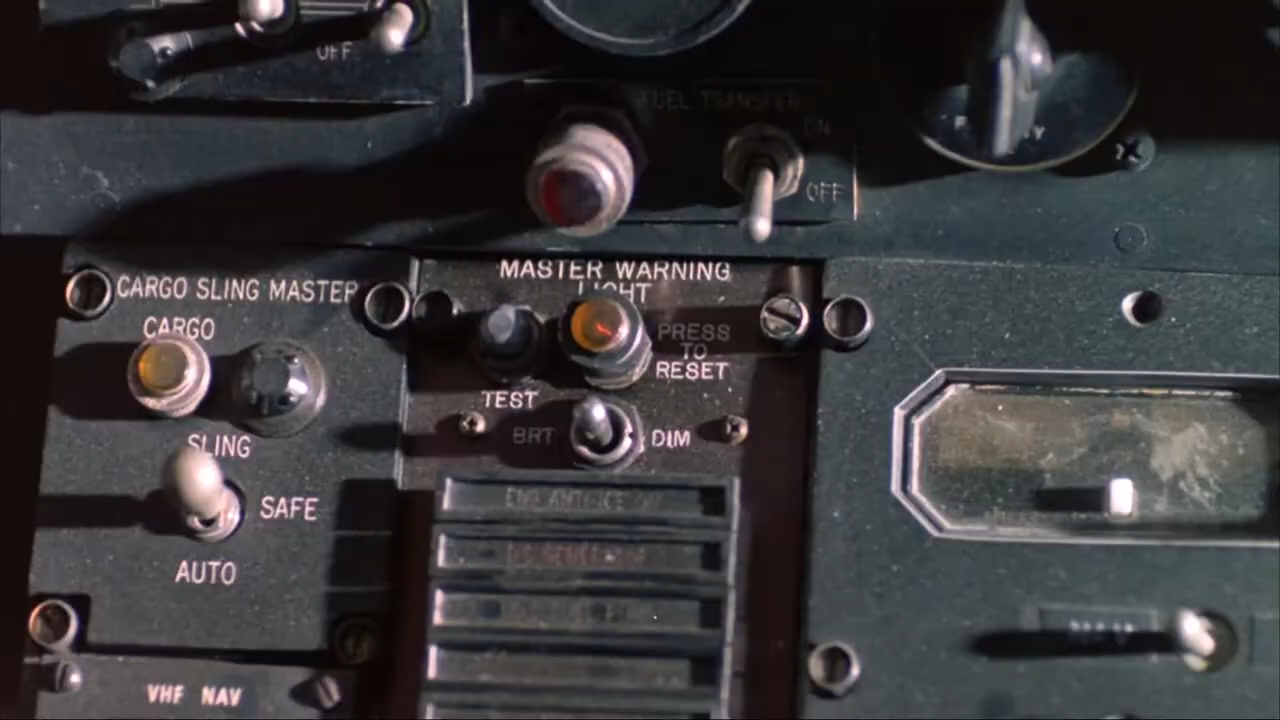 OFF
FUEL TRANSFER
ON
OFF
MASTER WARNING
LIGHT
CARGO SLING MASTER
CARGO
PRESS
TO
RESET
TEST
BRT
DIM
SLING
SAFE
AUTO
VHF NAV